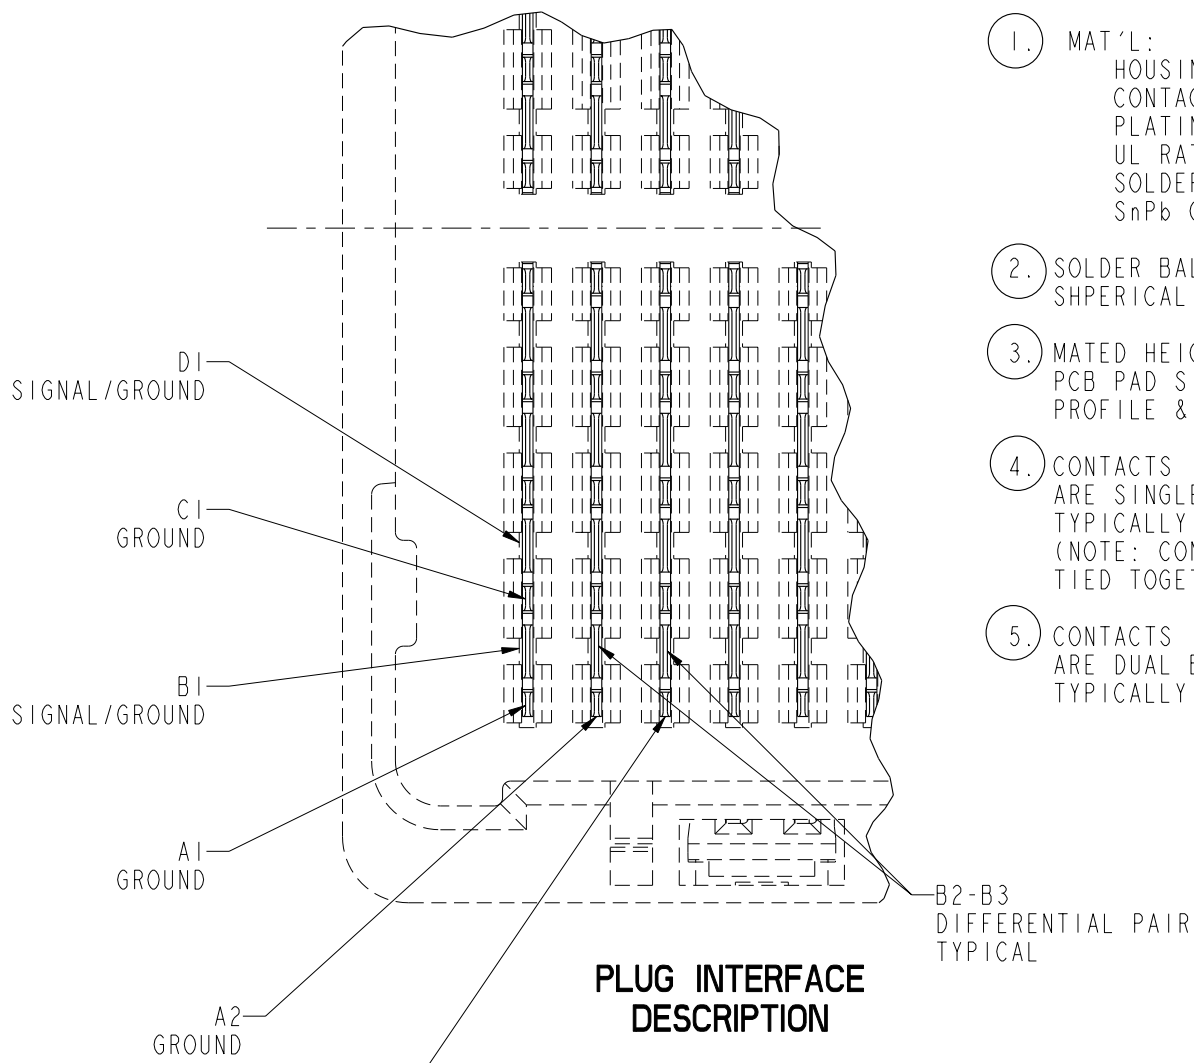 D1
SIGNAL/GROUND
C1
GROUND
B1
SIGNAL/GROUND
A1
GROUND
A2
GROUND
B2-B3
DIFFERENTIAL PAIR
TYPICAL
PLUG INTERFACE
DESCRIPTION
1. MAT'L:
HOUSIN
CONTAC
PLATIN
UL RAT
SOLDER
SnPb
2. SOLDER BAL
SHPERICAL
3. MATED HEIG
PCB PAD S
PROFILE &
4. CONTACTS
ARE SINGLE
TYPICALLY
(NOTE: CON
TIED TOGET
5. CONTACTS
ARE DUAL B
TYPICALLY